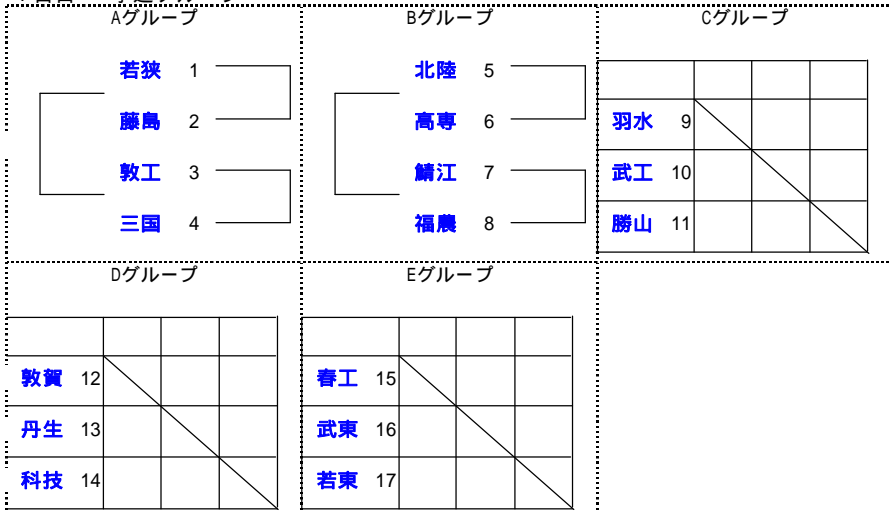 Aグループ
若狭 1
藤島 2
敦工 3
三国 4
Bグループ
北陸 5
高専 6
鯖江 7
福農 8
Cグループ
羽水 9
武工 10
勝山 11
Dグループ
敦賀 12
丹生 13
科技 14
Eグループ
春工 15
武東 16
若東 17